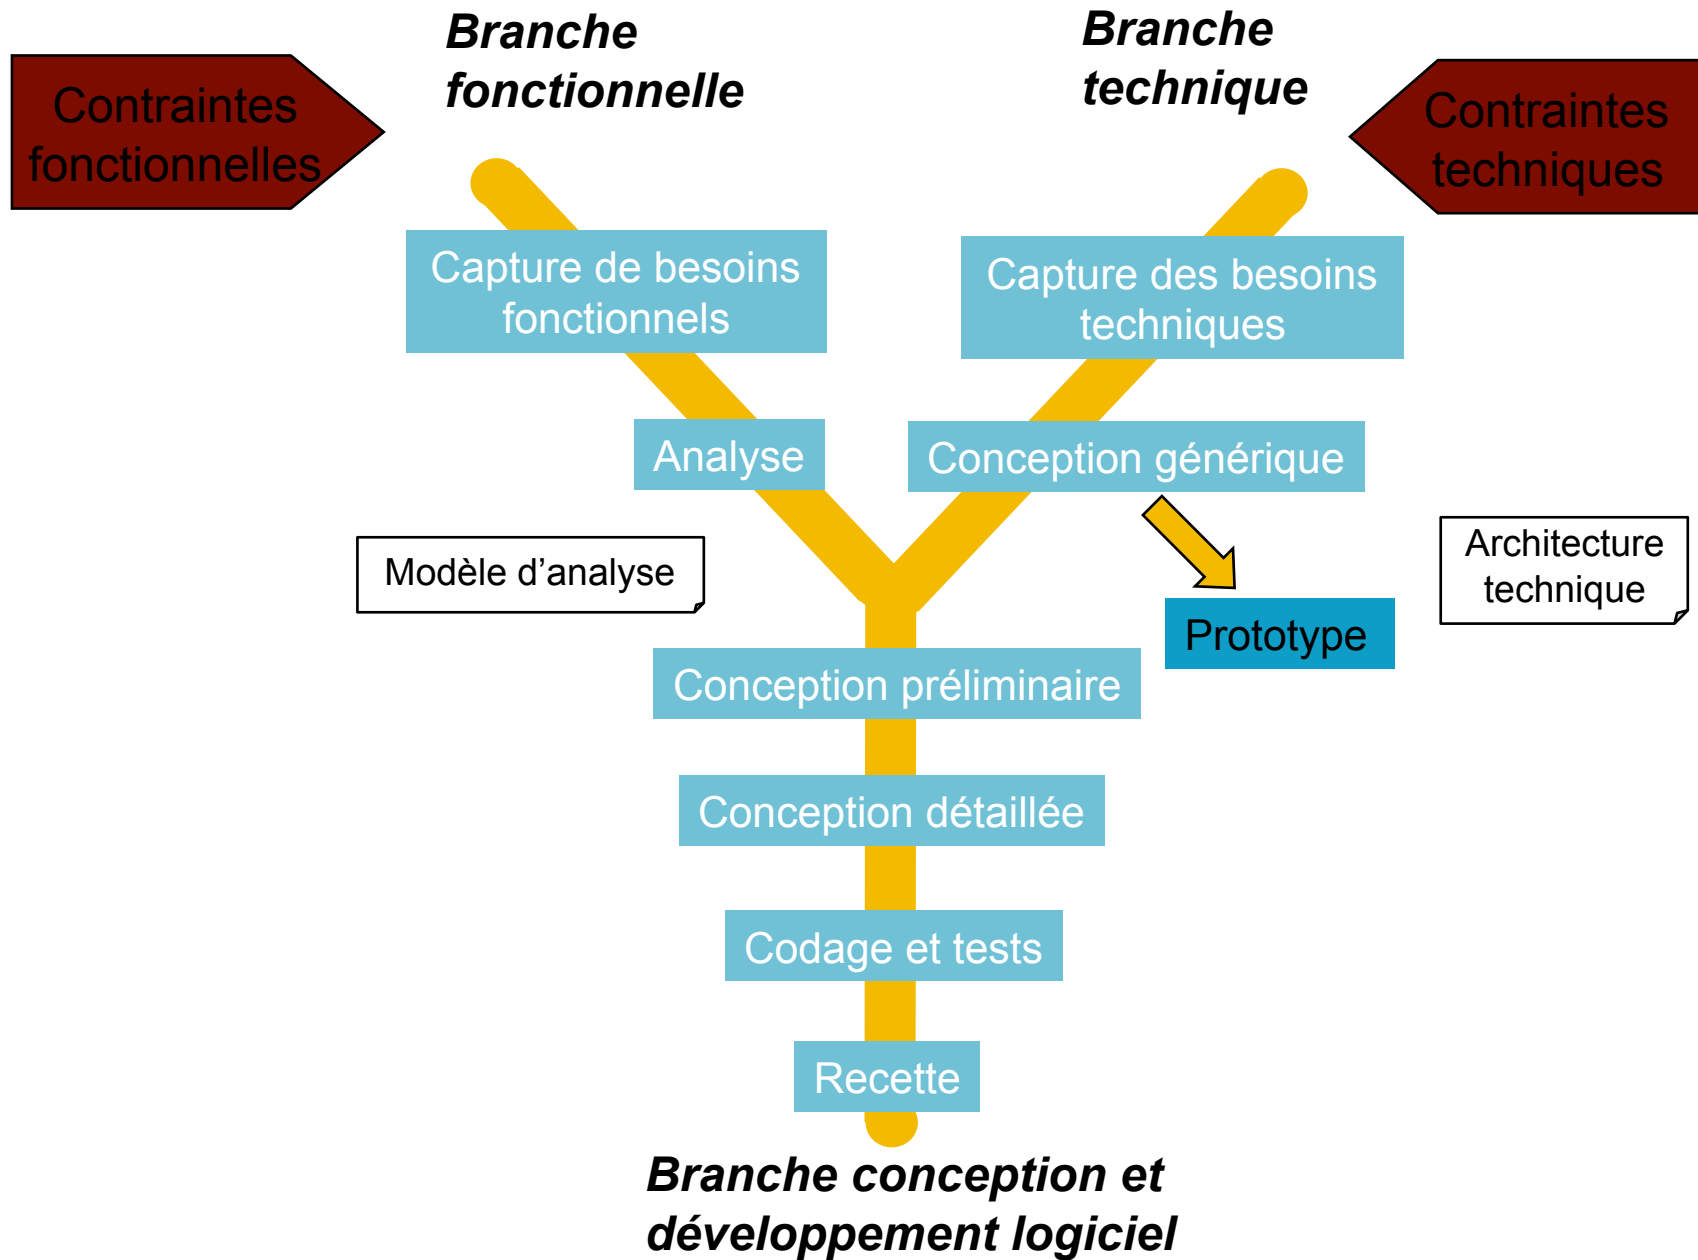 Branche
fonctionnelle
Branche
technique
Contraintes
fonctionnelles
Contraintes
techniques
Capture de besoins
fonctionnels
Capture des besoins
techniques
Analyse
Conception générique
Modèle d’analyse
Architecture
technique
Prototype
Conception préliminaire
Conception détaillée
Codage et tests
Recette
Branche conception et
développement logiciel